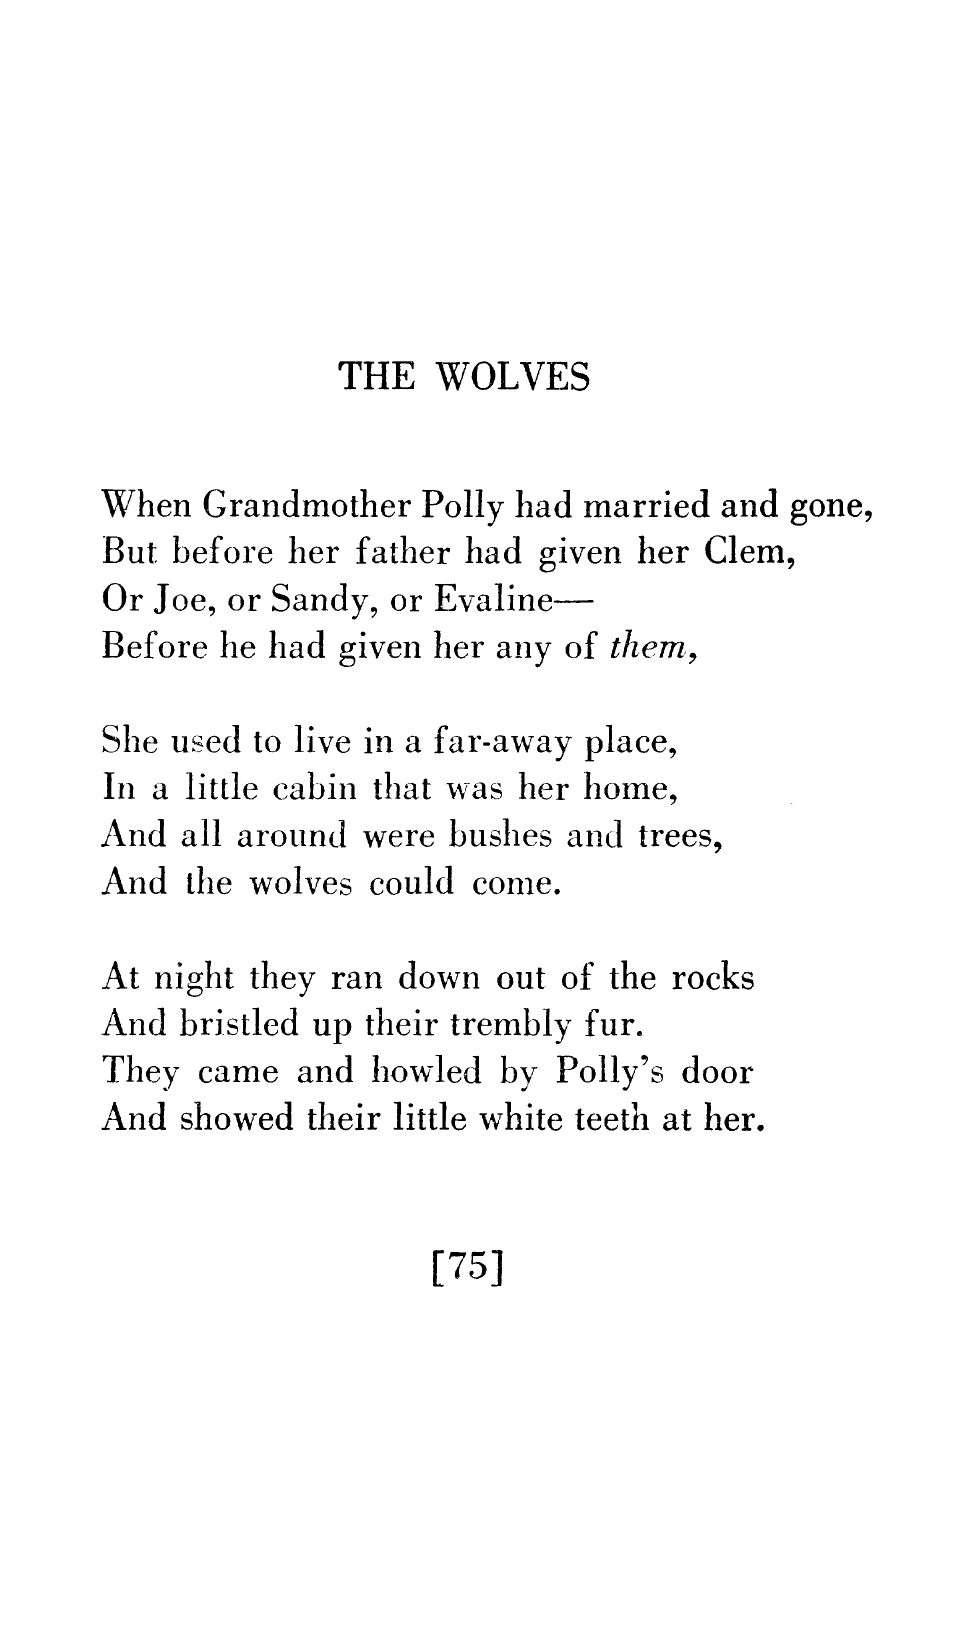 THE WOLVES
When Grandmother Polly had married and gone,
But before her father had given her Clem,
Or Joe, or Sandy, or Evaline—
Before he had given her any of them,
She used to live in a far-away place,
In a little cabin that was her home,
And all around were bushes and trees,
And the wolves could come.
At night they ran down out of the rocks
And bristled up their trembly fur.
They came and howled by Polly’s door
And showed their little white teeth at her.
[75]